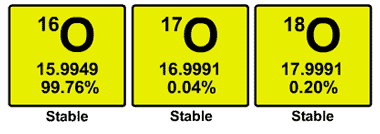 16O 17O 18O
15.9949 16.9991 17.9991
99.76% 0.04% 0.20%
Stable Stable Stable